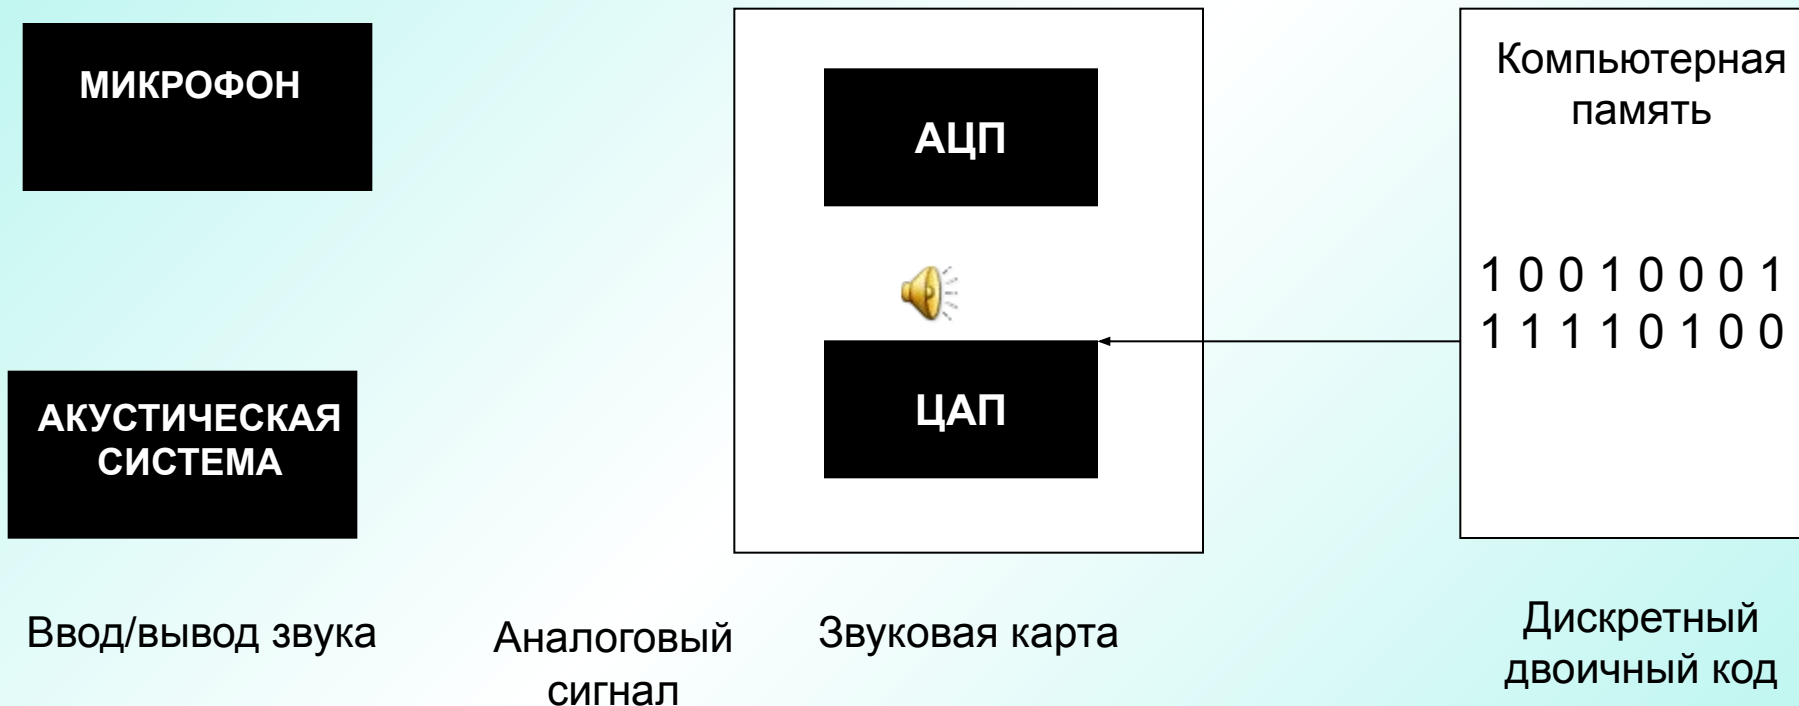 МИКРОФОН
АКУСТИЧЕСКАЯ
СИСТЕМА
Ввод/вывод звука
Аналоговый
сигнал
АЦП
ЦАП
Звуковая карта
Компьютерная
память
1 0 0 1 0 0 0 1
1 1 1 1 0 1 0 0
Дискретный
двоичный код